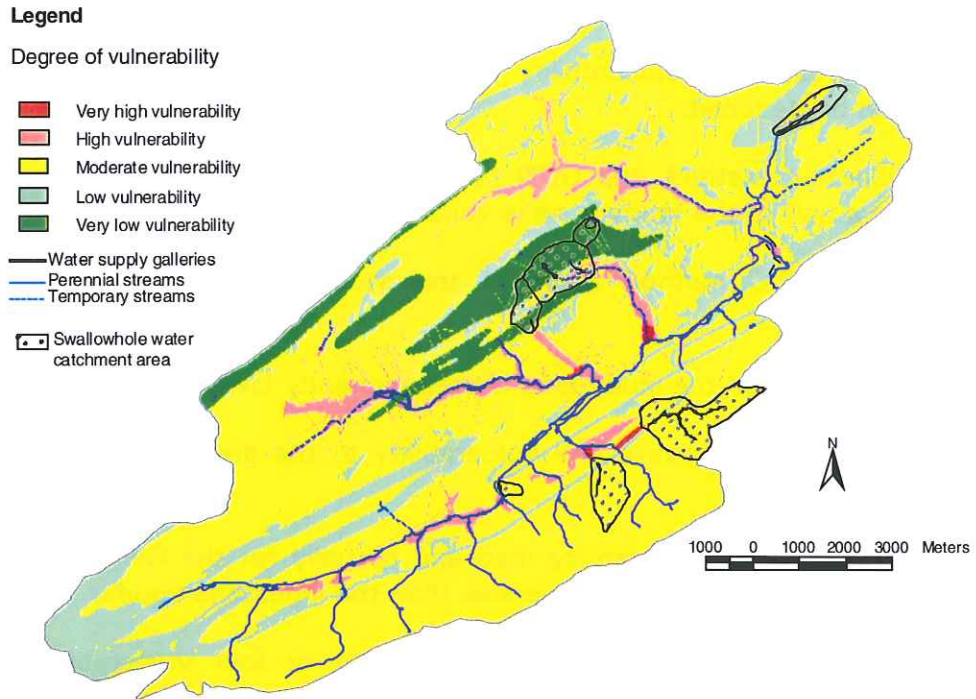 Legend
Degree of vulnerability
Very high vulnerability
High vulnerability
Moderate vulnerability
Low vulnerability
Very low vulnerability
Water supply galleries
Perennial streams
Temporary streams
Swallowhole water
catchment area
N
1000 0 1000 2000 3000 Meters